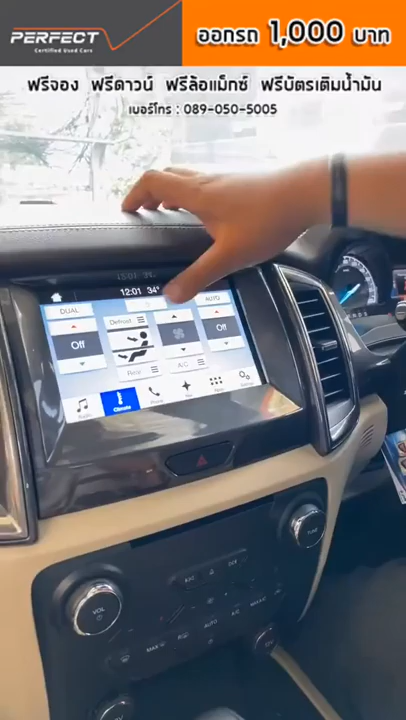 PERFECT
Certified Used Cars
ออกรถ 1,000 บาท
ฟรีจอง ฟรีดาวน์ ฟรีล้อแม็กซ์ ฟรีบัตรเติมน้ำมัน
เบอร์โทร : 089-050-5005
12:01 34°
DUAL
AUTO
Defrost
Off
Off
A/C
Rear
Climate
VOL
TUNE
AUTO